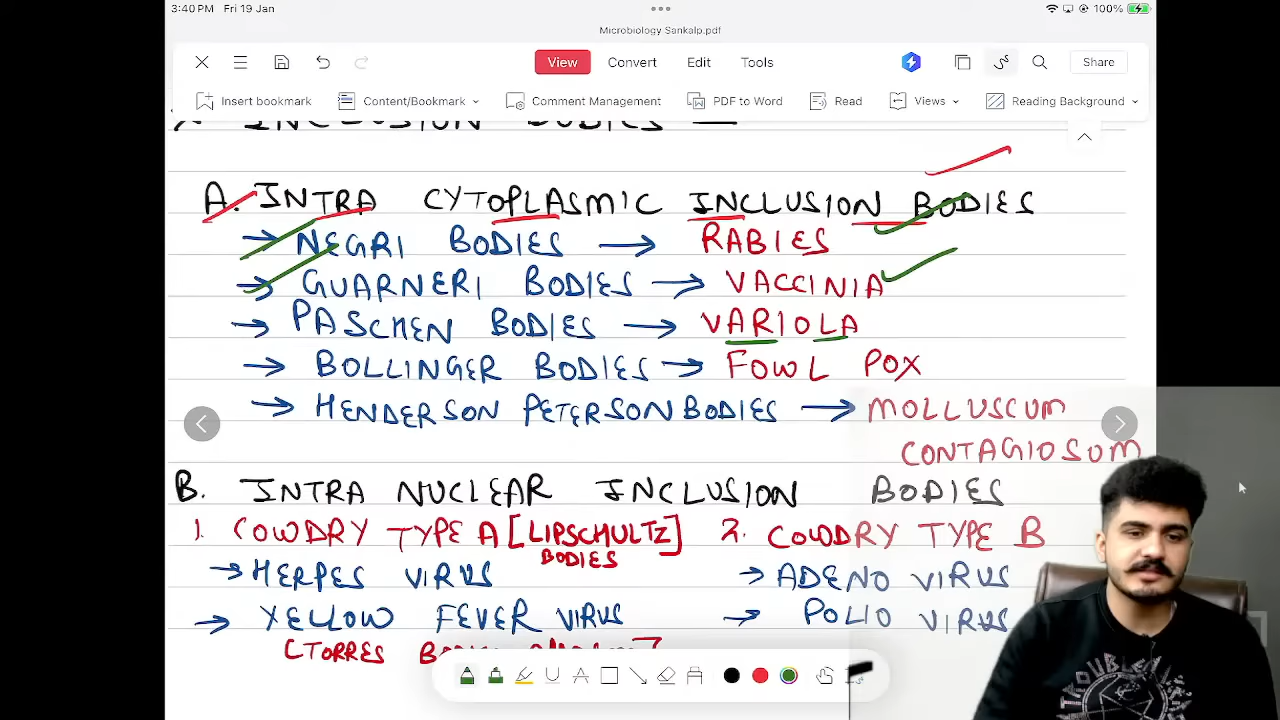 3:40 PM Fri 19 Jan
100%
Microbiology Sankalp.pdf
View Convert Edit Tools Share
Insert bookmark Content/Bookmark Comment Management PDF to Word Read Views Reading Background
INCLUSION BODIES
A. INTRA CYTOPLASMIC INCLUSION BODIES
→ NEGRI BODIES → RABIES
→ GUARNERI BODIES → VACCINIA
→ PASCHEN BODIES → VARIOLA
→ BOLLINGER BODIES → FOWL POX
→ HENDERSON PETERSON BODIES → MOLLUSCUM
CONTAGIOSUM
B. INTRA NUCLEAR INCLUSION BODIES
1. COWDRY TYPE A [LIPSCHULTZ] 2. COWDRY TYPE B
BODIES
→ HERPES VIRUS → ADENO VIRUS
→ YELLOW FEVER VIRUS → POLIO VIRUS
[TORRES